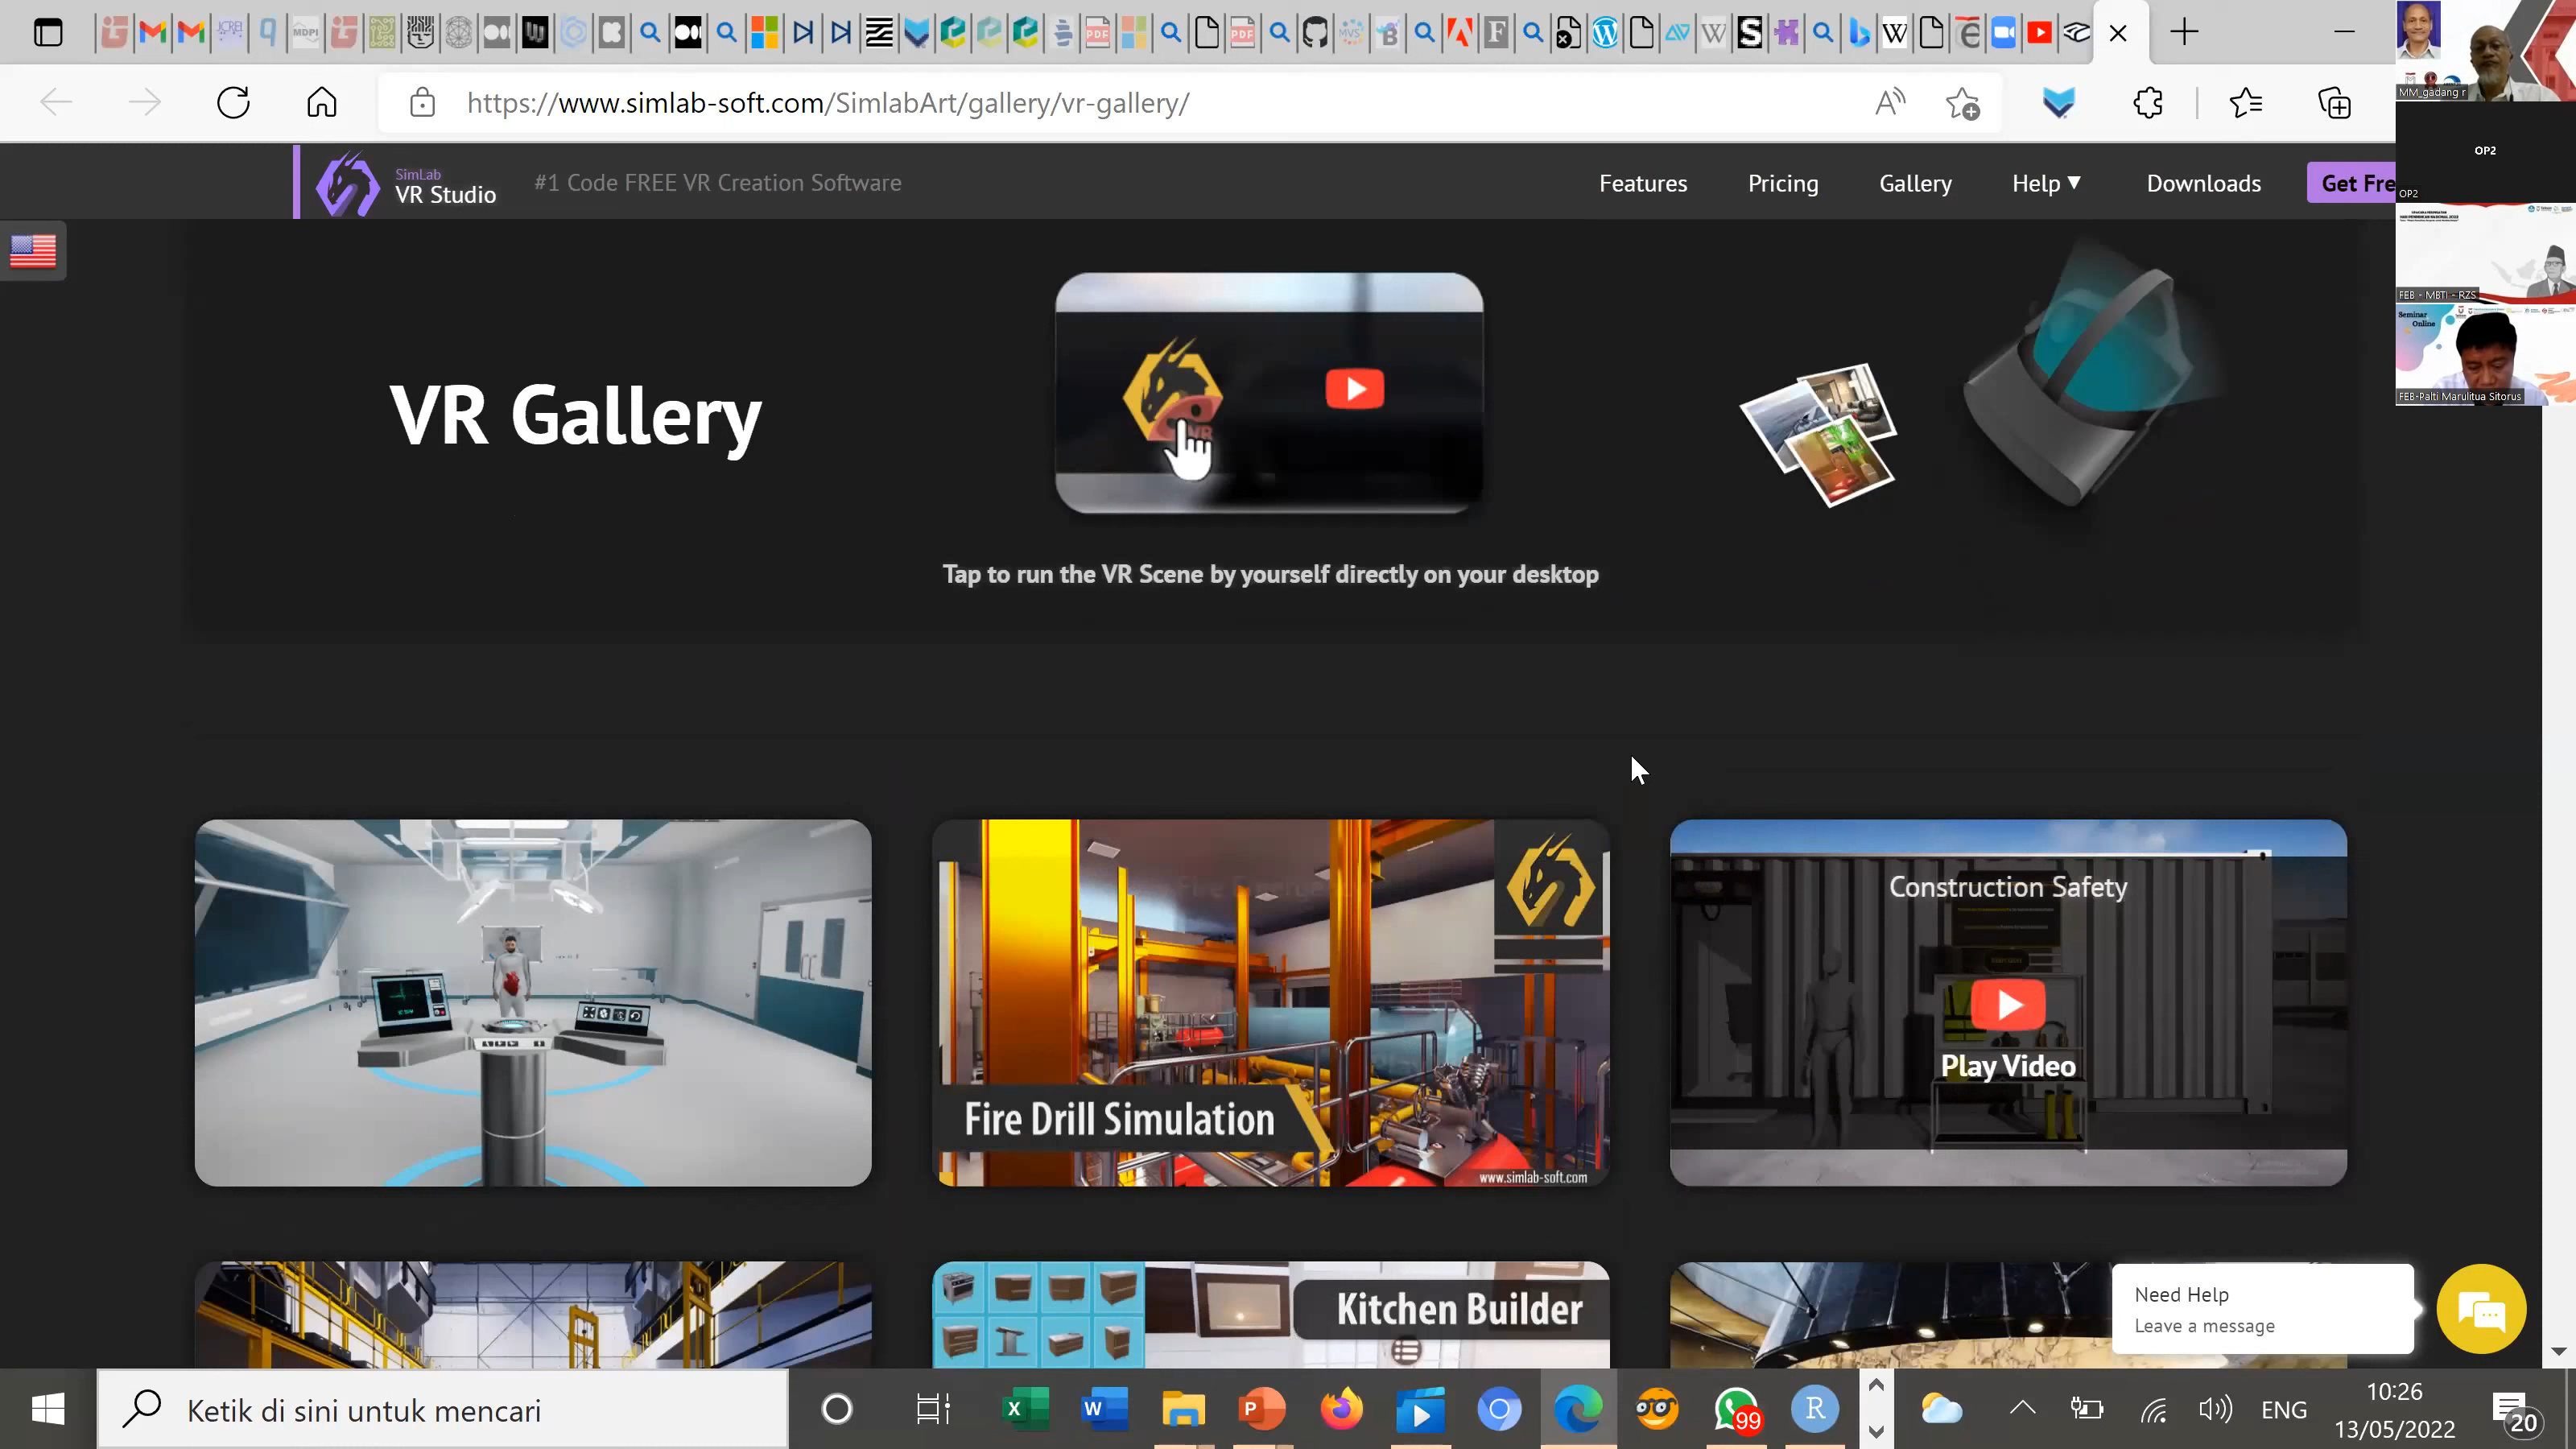 https://www.simlab-soft.com/SimlabArt/gallery/vr-gallery/
MM_gadang r
OP2
OP2
FEB - MBTI - RZS
Seminar
Online
FEB-Palti Marulitua Sitorus
SimLab
VR Studio
#1 Code FREE VR Creation Software
Features
Pricing
Gallery
Help
Downloads
Get Fre
VR Gallery
Tap to run the VR Scene by yourself directly on your desktop
Fire Drill Simulation
www.simlab-soft.com
Construction Safety
Play Video
Kitchen Builder
Need Help
Leave a message
Ketik di sini untuk mencari
99
ENG
10:26
13/05/2022
20